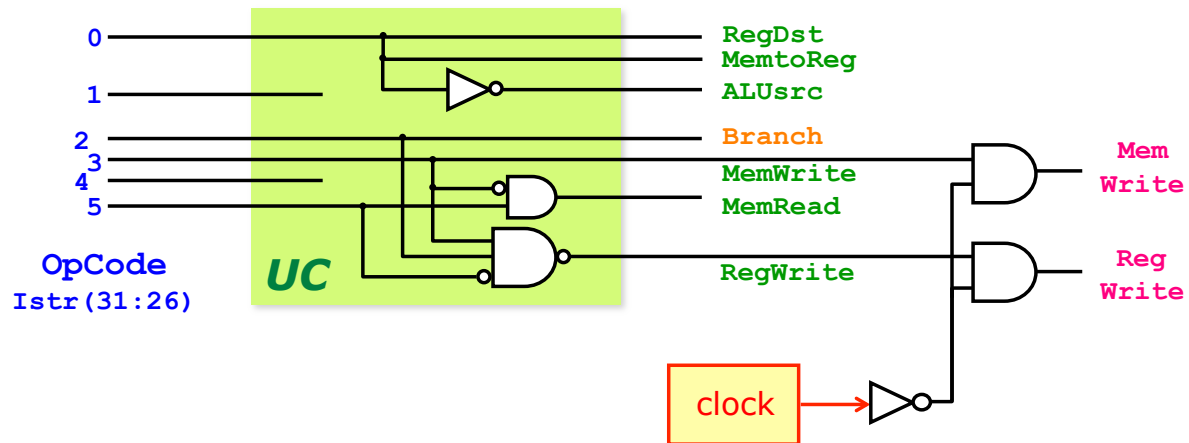 0
RegDst
MemtoReg
1
ALUsrc
2
Branch
3
Mem
Write
4
MemWrite
5
MemRead
OpCode
Istr(31:26)
UC
RegWrite
Reg
Write
clock